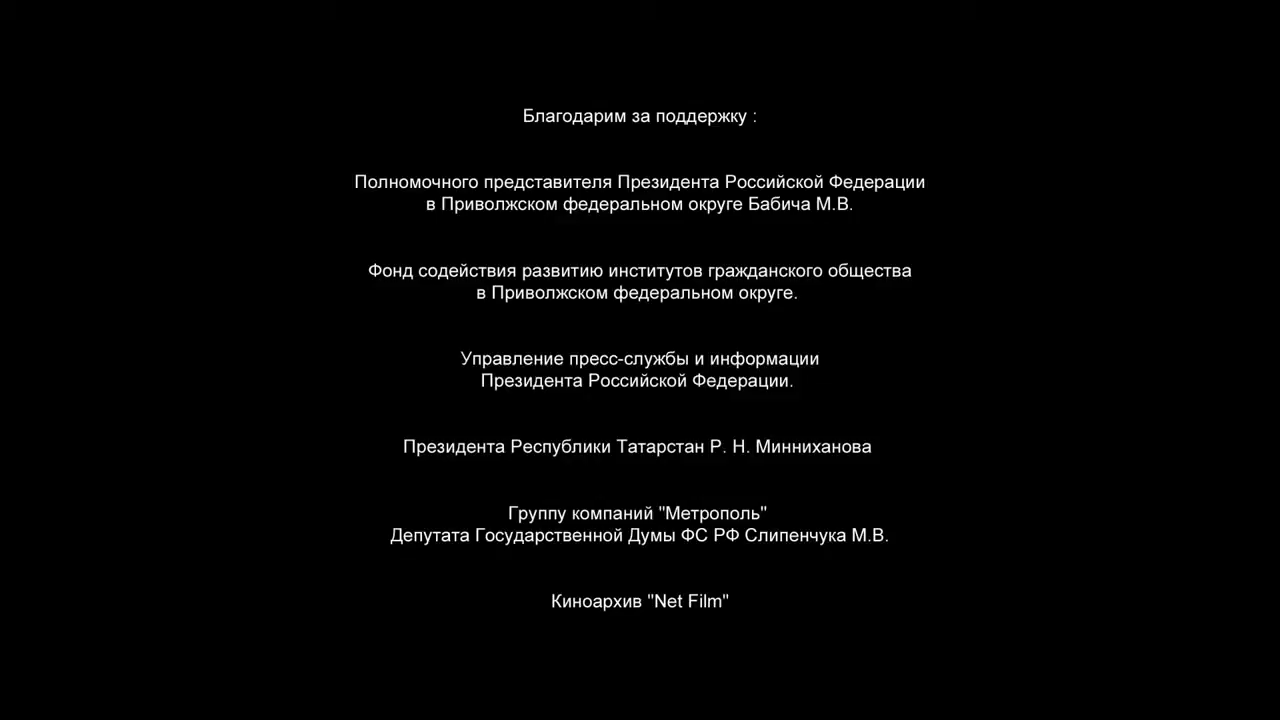 Благодарим за поддержку :
Полномочного представителя Президента Российской Федерации
в Приволжском федеральном округе Бабича М.В.
Фонд содействия развитию институтов гражданского общества
в Приволжском федеральном округе.
Управление пресс-службы и информации
Президента Российской Федерации.
Президента Республики Татарстан Р. Н. Минниханова
Группу компаний "Метрополь"
Депутата Государственной Думы ФС РФ Слипенчука М.В.
Киноархив "Net Film"